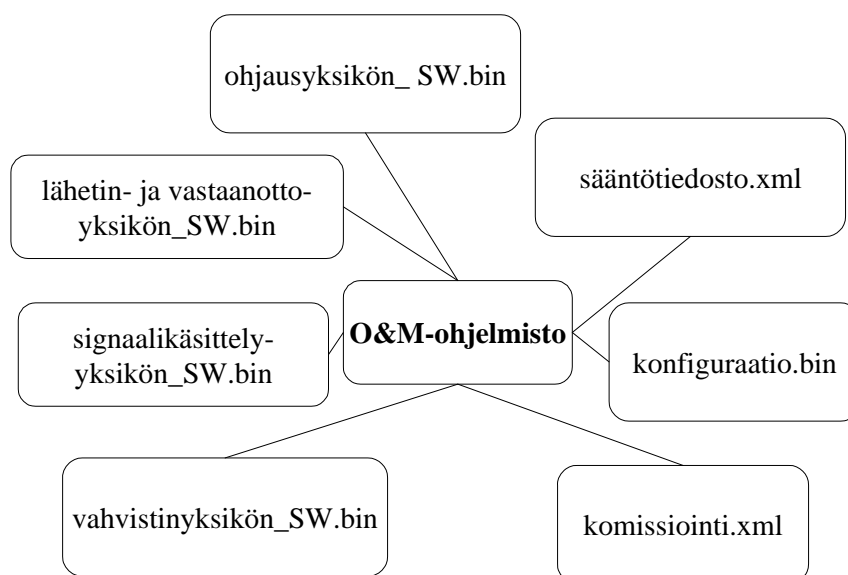 ohjausyksikön_ SW.bin
sääntötiedosto.xml
lähetin- ja vastaanotto-
yksikön_SW.bin
O&M-ohjelmisto
signaalikäsittely-
yksikön_SW.bin
konfiguraatio.bin
vahvistinyksikön_SW.bin
komissiointi.xml